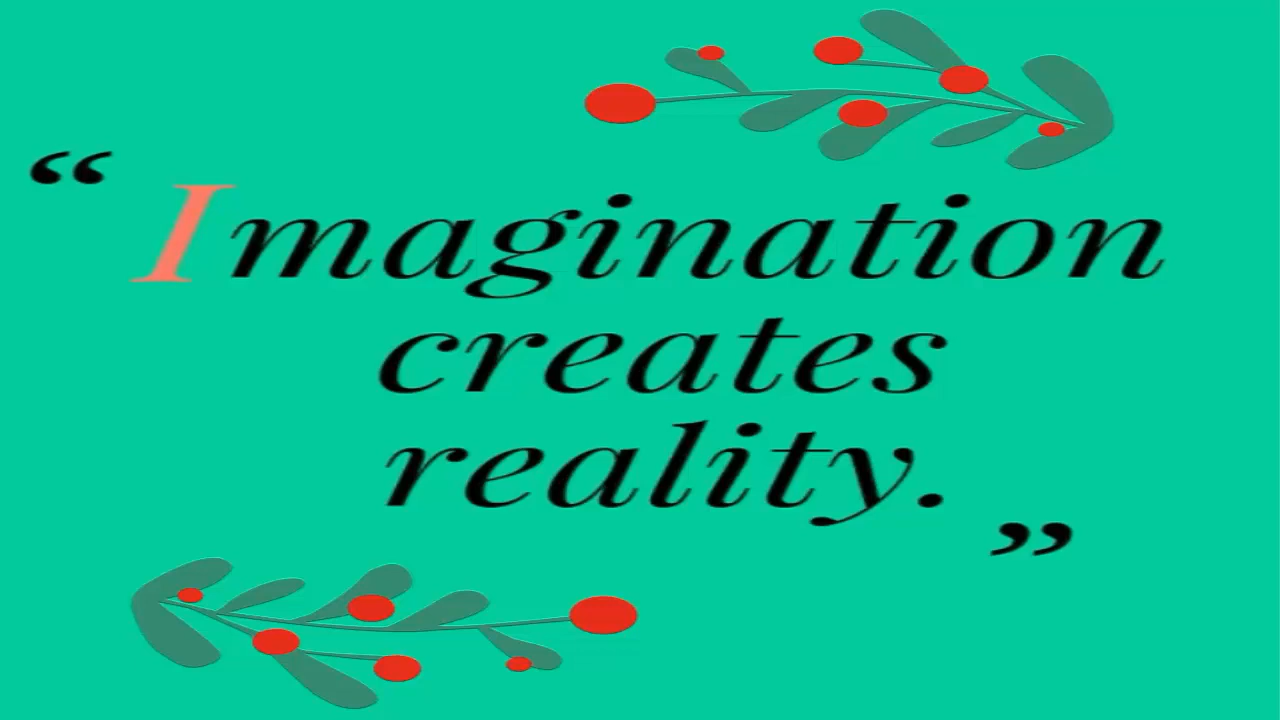 “ Imagination
creates
reality. ”